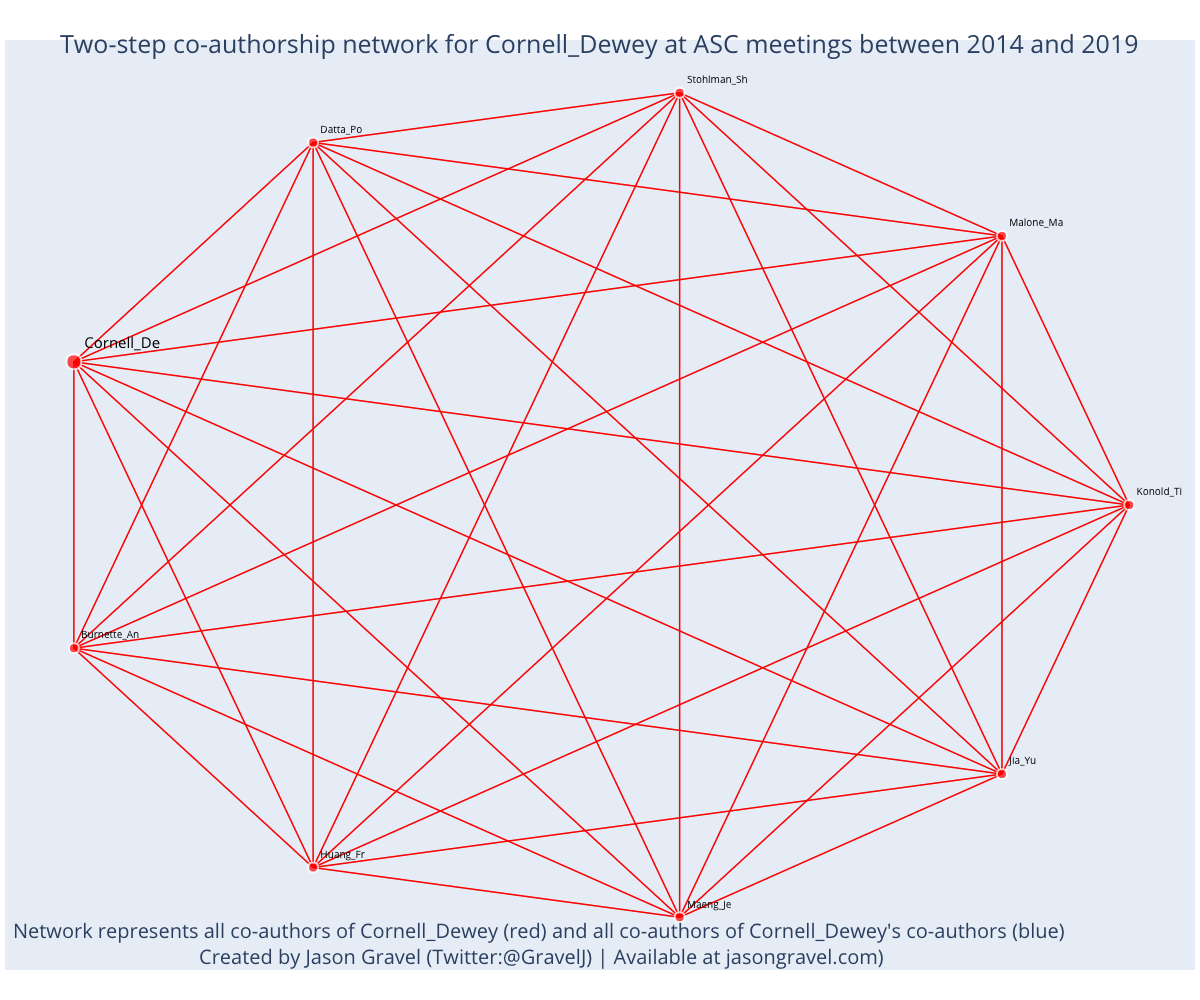 Two-step co-authorship network for Cornell_Dewey at ASC meetings between 2014 and 2019
Stohlman_Sh
Datta_Po
Malone_Ma
Cornell_De
Konold_Ti
Burnette_An
Jia_Yu
Huang_Fr
Maeng_Je
Network represents all co-authors of Cornell_Dewey (red) and all co-authors of Cornell_Dewey's co-authors (blue)
Created by Jason Gravel (Twitter:@GravelJ) | Available at jasongravel.com)